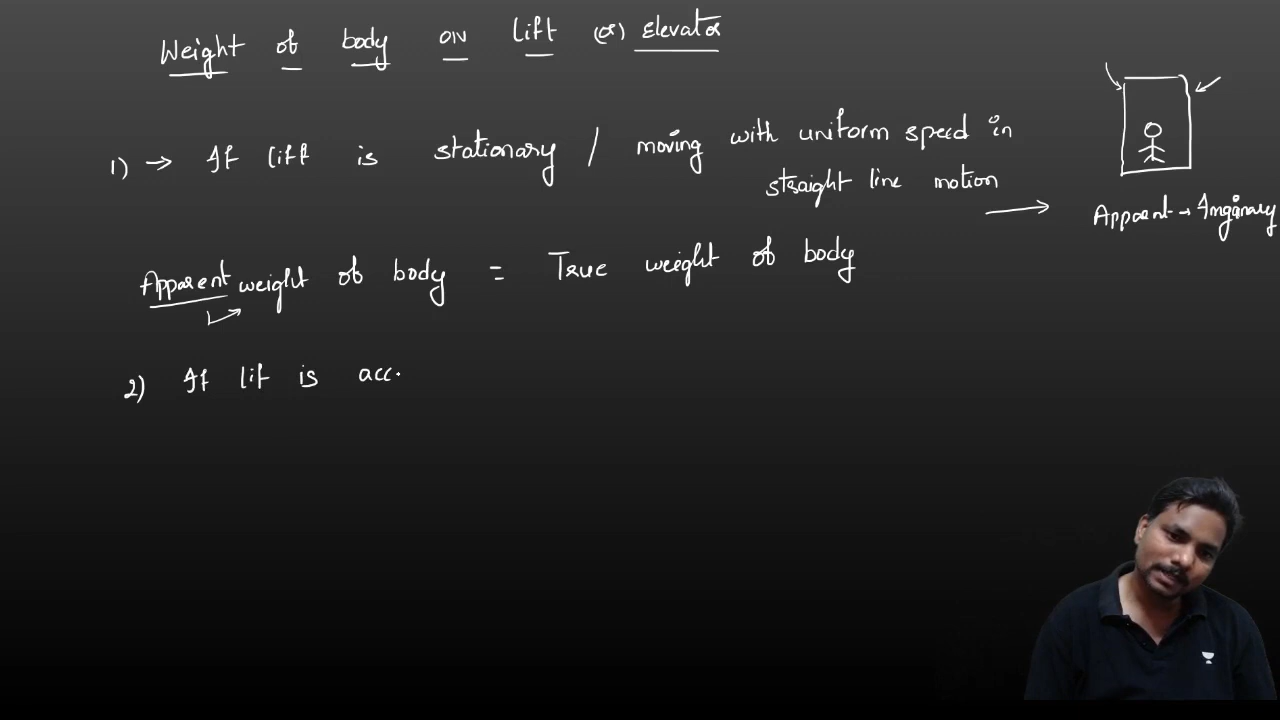 Weight of body on Lift (or) Elevator
1) → If lift is stationary / moving with uniform speed in
straight line motion
Apparent → Imaginary
Apparent weight of body = True weight of body
2) If lif is acc.